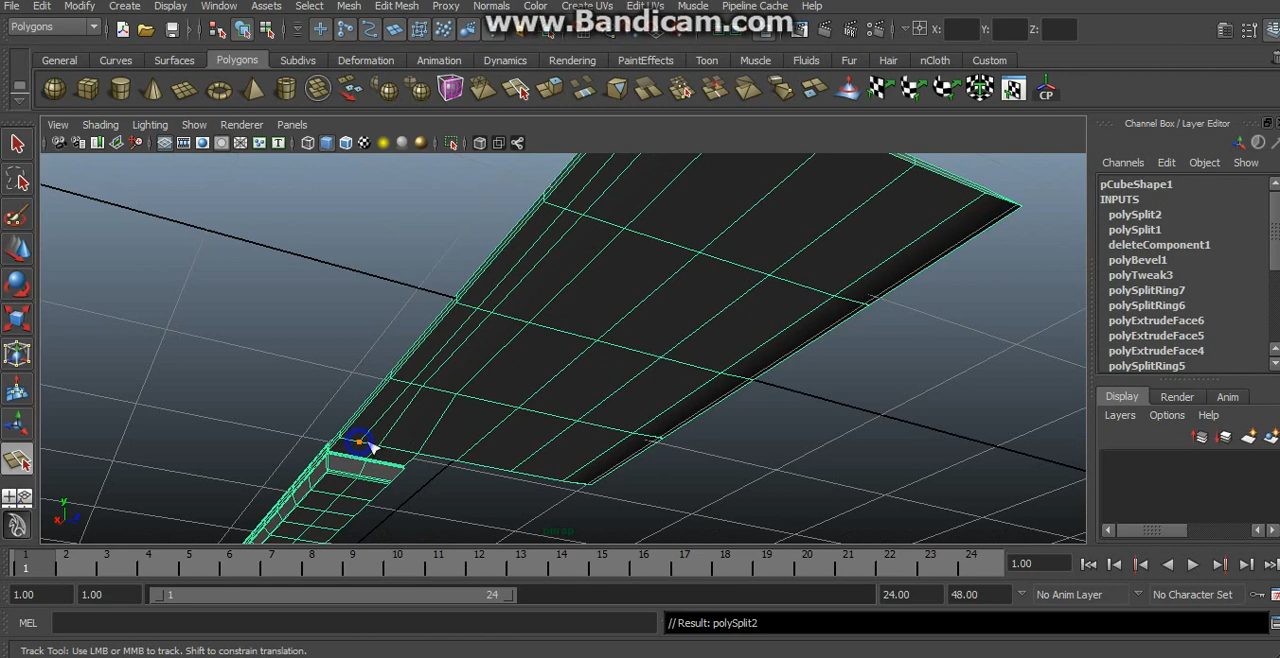 File Edit Modify Create Display Window Assets Select Mesh Edit Mesh Proxy Normals Color Create UVs Edit UVs Muscle Pipeline Cache Help
www.Bandicam.com
Polygons X: Y: Z:
General Curves Surfaces Polygons Subdivs Deformation Animation Dynamics Rendering PaintEffects Toon Muscle Fluids Fur Hair nCloth Custom
CP
View Shading Lighting Show Renderer Panels
Channel Box / Layer Editor
Channels Edit Object Show
pCubeShape1
INPUTS
polySplit2
polySplit1
deleteComponent1
polyBevel1
polyTweak3
polySplitRing7
polySplitRing6
polyExtrudeFace6
polyExtrudeFace5
polyExtrudeFace4
polySplitRing5
Display Render Anim
Layers Options Help
y
x z
persp
1 2 3 4 5 6 7 8 9 10 11 12 13 14 15 16 17 18 19 20 21 22 23 24
1 1.00
1.00 1.00 1 24 24.00 48.00 No Anim Layer No Character Set
MEL // Result: polySplit2
Track Tool: Use LMB or MMB to track. Shift to constrain translation.